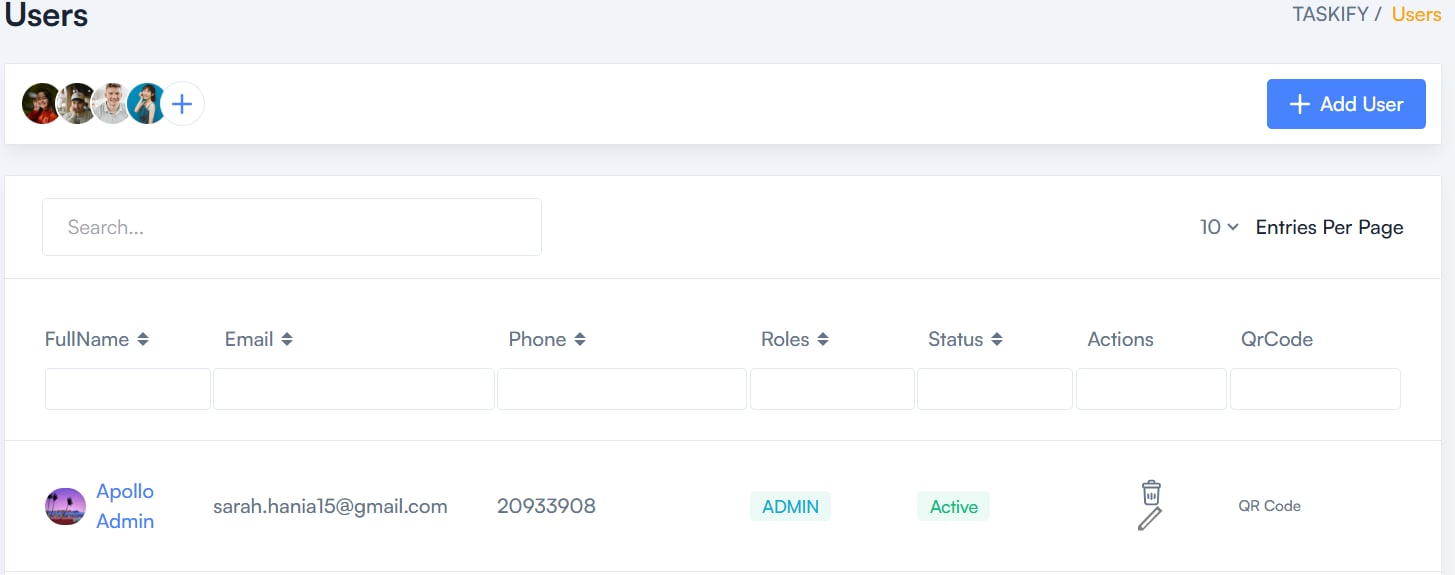 Users
TASKIFY / Users
Add User
Search...
10 Entries Per Page
FullName Email Phone Roles Status Actions QrCode
Apollo
Admin
sarah.hania15@gmail.com 20933908 ADMIN Active QR Code